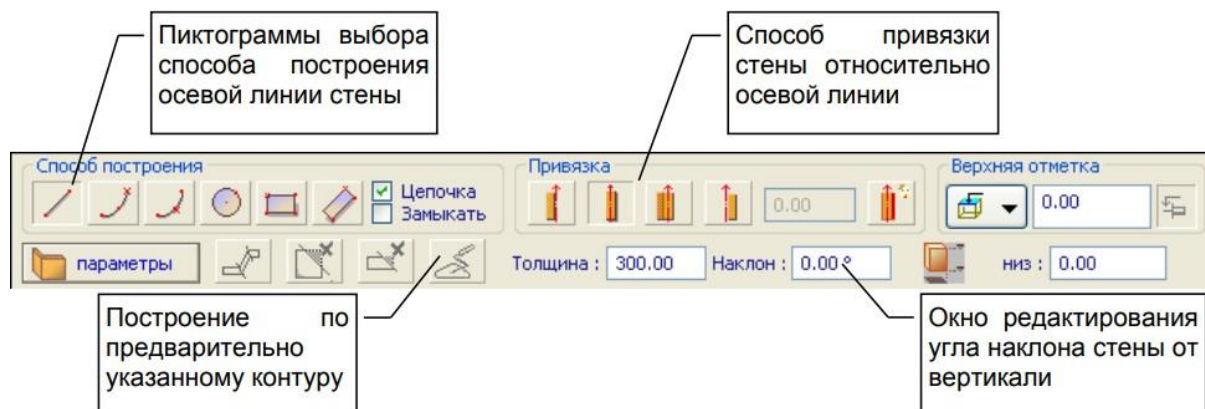 Пиктограммы выбора
способа построения
осевой линии стены
Способ привязки
стены относительно
осевой линии
Способ построения
Привязка
Верхняя отметка
Цепочка
Замыкать
0.00
0.00
параметры
Толщина : 300.00
Наклон : 0.00 °
низ : 0.00
Построение по
предварительно
указанному контуру
Окно редактирования
угла наклона стены от
вертикали